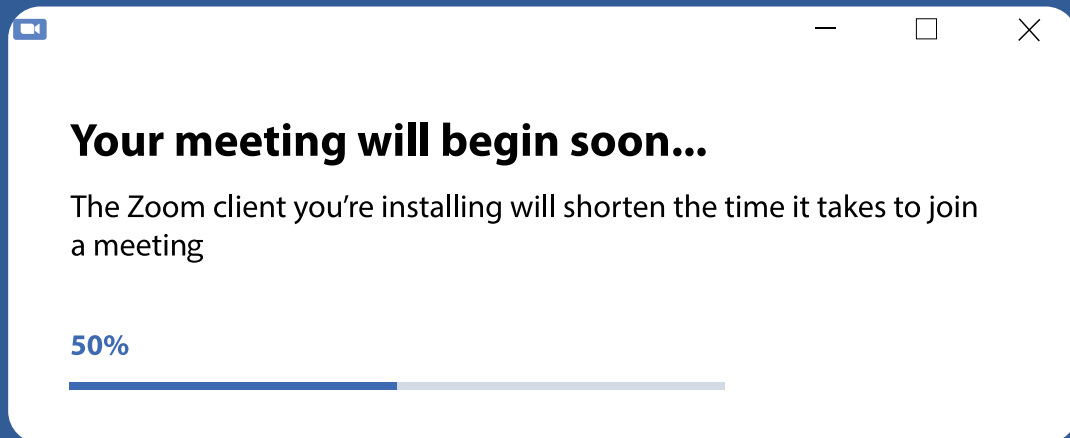 Your meeting will begin soon...
The Zoom client you’re installing will shorten the time it takes to join
a meeting
50%